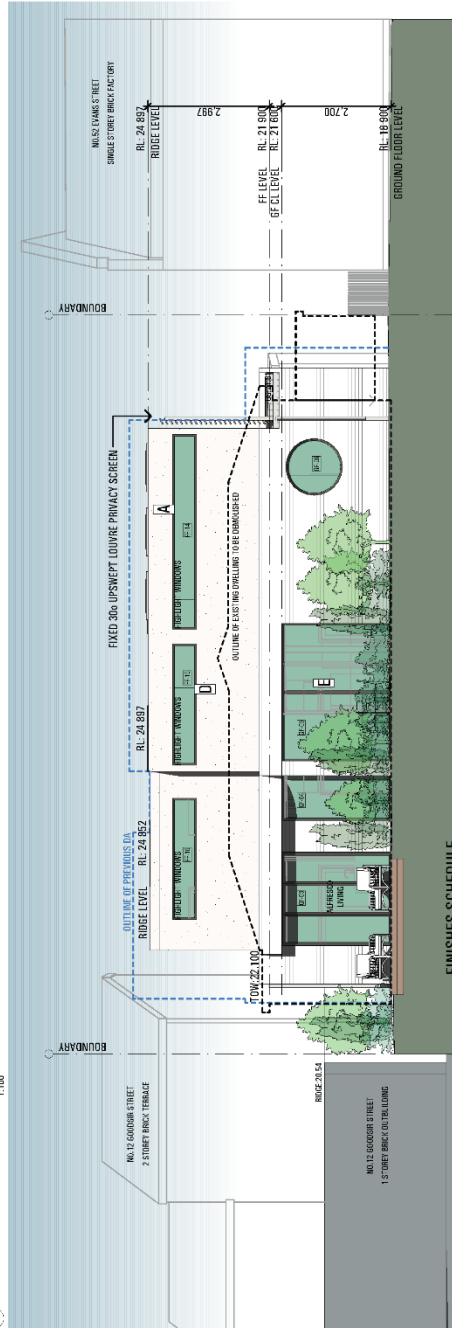 1:100
NO.12 GOODSIR STREET
2 STOREY BRICK TERRACE
BOUNDARY
OUTLINE OF PREVIOUS DA
RIDGE LEVEL RL: 24 852
RL: 24 897
FIXED 30o UPSWEPT LOUVRE PRIVACY SCREEN
BOUNDARY
NO.52 EVANS STREET
SINGLE STOREY BRICK FACTORY
RL: 24 897
RIDGE LEVEL
2,997
HIGHLIGH WINDOWS
HIGHLIGH WINDOWS
HIGHLIGH WINDOWS
A
D
OUTLINE OF EXISTING DWELLING TO BE DEMOLISHED
TOW:22,100
RL: 21 900
FF LEVEL
RL: 21 600
GF CL LEVEL
2,700
RIDGE:20.54
ALFRESCO
LIVING
E
RL: 18 900
GROUND FLOOR LEVEL
NO.12 GOODSIR STREET
1 STOREY BRICK OUTBUILDING
FINISHES SCHEDULE